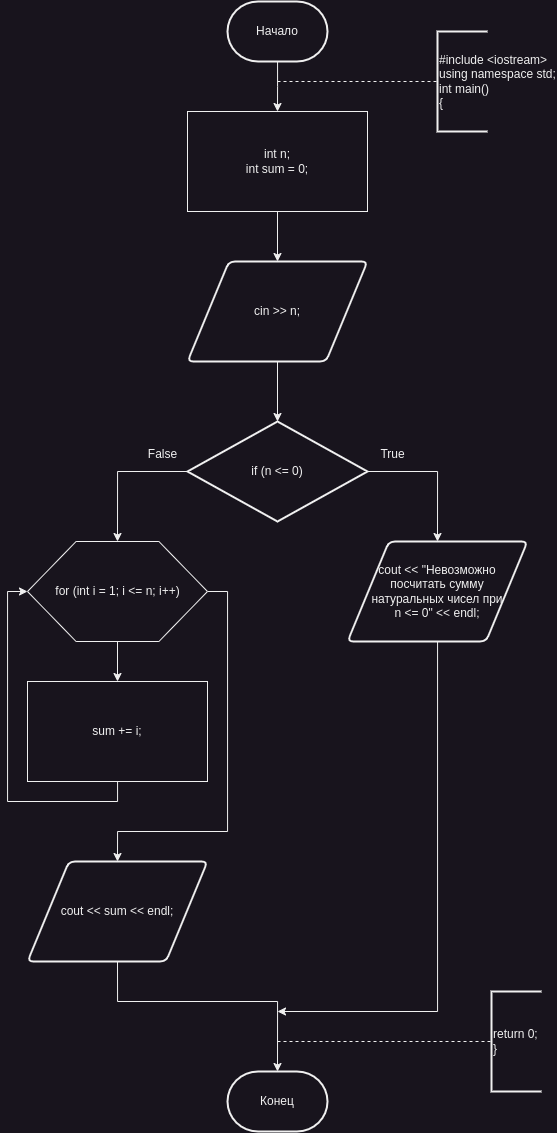 Начало
#include <iostream>
using namespace std;
int main()
{
int n;
int sum = 0;
cin >> n;
False
True
if (n <= 0)
for (int i = 1; i <= n; i++)
cout << "Невозможно
посчитать сумму
натуральных чисел при
n <= 0" << endl;
sum += i;
cout << sum << endl;
return 0;
}
Конец